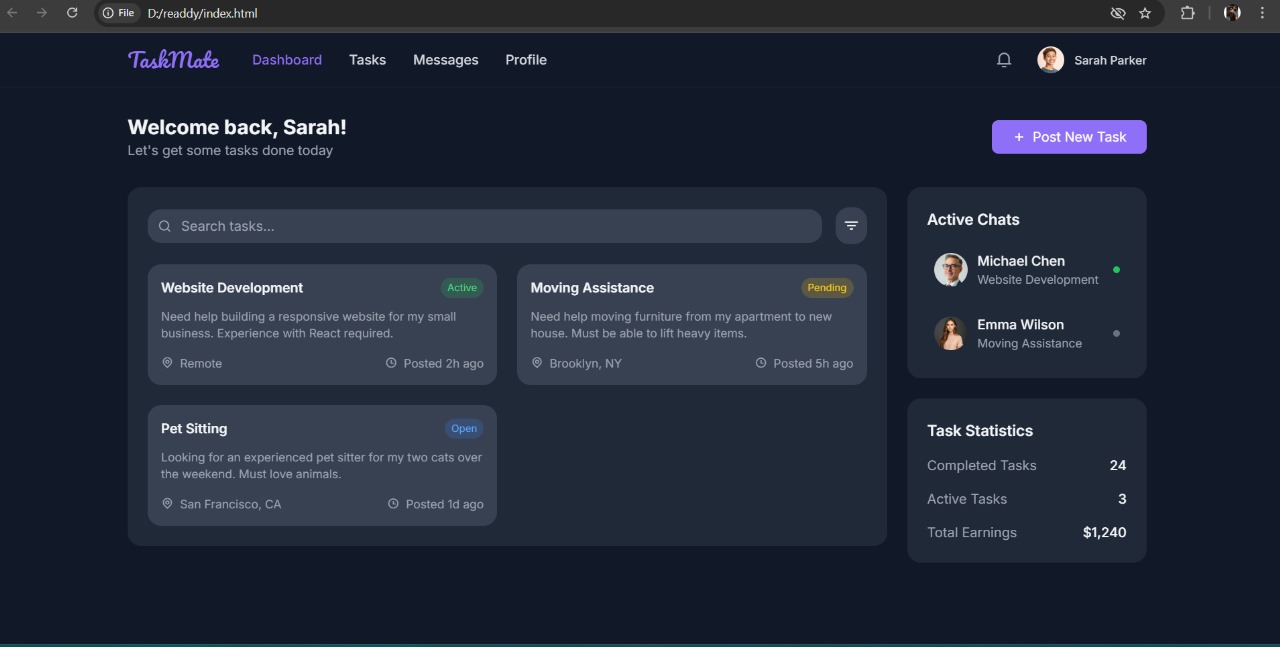 File D:/readdy/index.html
TaskMate Dashboard Tasks Messages Profile Sarah Parker
Welcome back, Sarah!
Let's get some tasks done today
+ Post New Task
Search tasks...
Website Development Active
Need help building a responsive website for my small
business. Experience with React required.
Remote Posted 2h ago
Moving Assistance Pending
Need help moving furniture from my apartment to new
house. Must be able to lift heavy items.
Brooklyn, NY Posted 5h ago
Pet Sitting Open
Looking for an experienced pet sitter for my two cats over
the weekend. Must love animals.
San Francisco, CA Posted 1d ago
Active Chats
Michael Chen
Website Development
Emma Wilson
Moving Assistance
Task Statistics
Completed Tasks 24
Active Tasks 3
Total Earnings $1,240